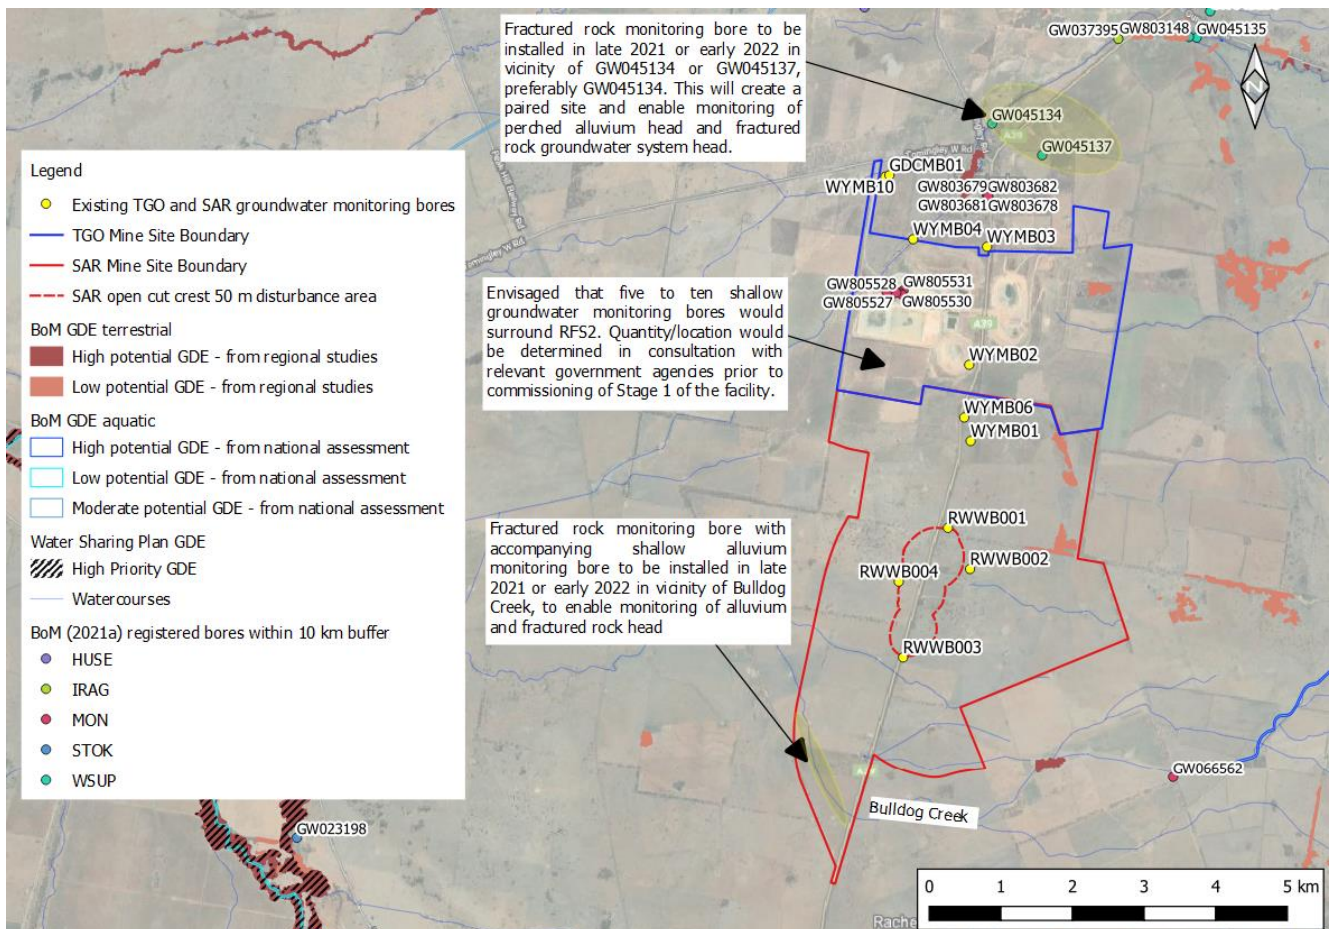 Fractured rock monitoring bore to
be installed in late 2021 or early 2022 in
vicinity of GW045134 or GW045137,
preferably GW045134. This will create a
paired site and enable monitoring of
perched alluvium head and fractured
rock groundwater system head.
GW037395
GW803148
GW045135
N
GW045134
A39
GW045137
Tomingley W Rd
GDCMB01
WYMB10
GW803679
GW803682
GW803681
GW803678
WYMB04
WYMB03
Tomingley W Rd
Legend
Existing TGO and SAR groundwater monitoring bores
TGO Mine Site Boundary
SAR Mine Site Boundary
SAR open cut crest 50 m disturbance area
BoM GDE terrestrial
High potential GDE - from regional studies
Low potential GDE - from regional studies
BoM GDE aquatic
High potential GDE - from national assessment
Low potential GDE - from national assessment
Moderate potential GDE - from national assessment
Water Sharing Plan GDE
High Priority GDE
Watercourses
BoM (2021a) registered bores within 10 km buffer
HUSE
IRAG
MON
STOK
WSUP
Envisaged that five to ten shallow
groundwater monitoring bores would
surround RFS2. Quantity/location would
be determined in consultation with
relevant government agencies prior to
commissioning of Stage 1 of the facility.
GW805528
GW805531
GW805527
GW805530
A39
WYMB02
WYMB06
WYMB01
Fractured rock monitoring bore with
accompanying shallow alluvium
monitoring bore to be installed in late
2021 or early 2022 in vicinity of Bulldog
Creek, to enable monitoring of alluvium
and fractured rock head
RWWB001
RWWB002
RWWB004
RWWB003
GW066562
Bulldog Creek
GW023198
0 1 2 3 4 5 km